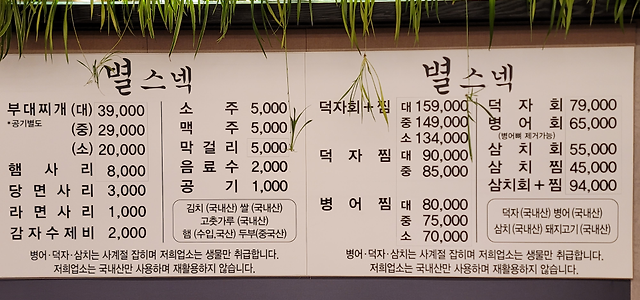 별 스넥
부대찌개 (대) 39,000
*공기별도
(중) 29,000
(소) 20,000
햄 사 리 8,000
당 면 사 리 3,000
라 면 사 리 1,000
감 자 수 제 비 2,000
소 주 5,000
맥 주 5,000
막 걸 리 5,000
음 료 수 2,000
공 기 1,000
김치 (국내산) 쌀 (국내산)
고춧가루 (국내산)
햄 (수입,국산) 두부(중국산)
병어·덕자·삼치는 사계절 잡히며 저희업소는 생물만 취급합니다.
저희업소는 국내산만 사용하며 재활용하지 않습니다.
별 스넥
덕자회+찜 대 159,000
중 149,000
소 134,000
덕 자 찜 대 90,000
중 85,000
병 어 찜 대 80,000
중 75,000
소 70,000
덕 자 회 79,000
병 어 회 65,000
(병어뼈 제거가능)
삼 치 회 55,000
삼 치 찜 45,000
삼치회+찜 94,000
덕자 (국내산) 병어 (국내산)
삼치 (국내산) 돼지고기 (국내산)
병어·덕자·삼치는 사계절 잡히며 저희업소는 생물만 취급합니다.
저희업소는 국내산만 사용하며 재활용하지 않습니다.